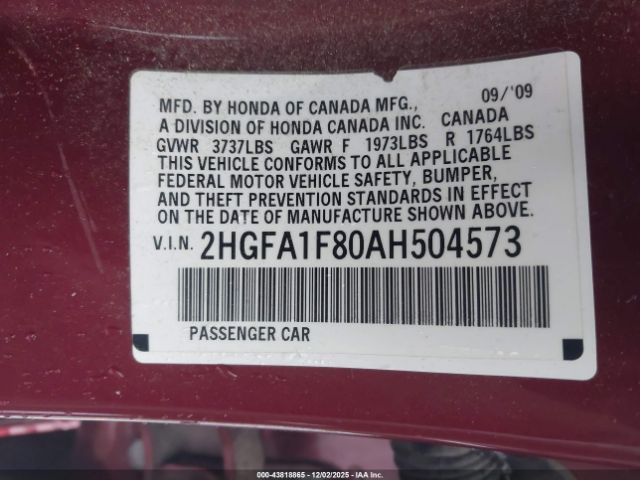 MFD. BY HONDA OF CANADA MFG., 09/'09
A DIVISION OF HONDA CANADA INC. CANADA
GVWR 3737LBS GAWR F 1973LBS R 1764LBS
THIS VEHICLE CONFORMS TO ALL APPLICABLE
FEDERAL MOTOR VEHICLE SAFETY, BUMPER,
AND THEFT PREVENTION STANDARDS IN EFFECT
ON THE DATE OF MANUFACTURE SHOWN ABOVE.
V.I.N. 2HGFA1F80AH504573
PASSENGER CAR
00-43818865 - 12/02/2025 - IAA Inc.